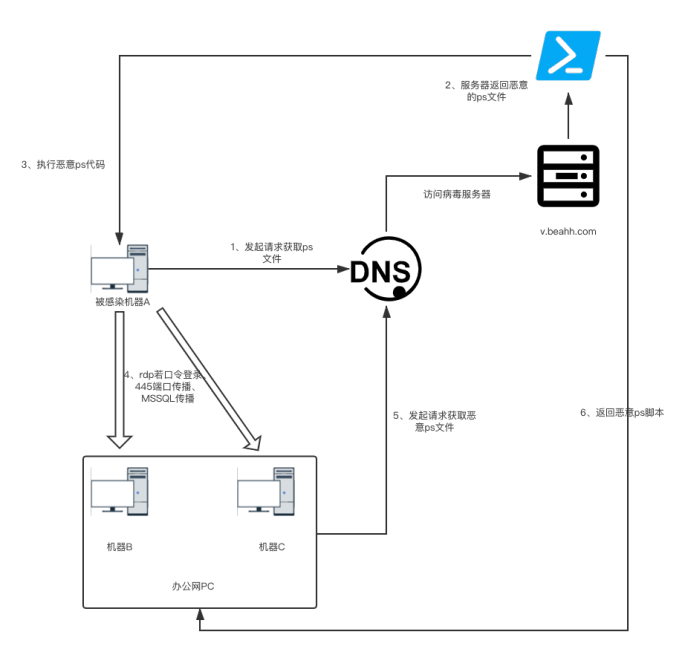 2、服务器返回恶意
的ps文件
3、执行恶意ps代码
访问病毒服务器
v.beahh.com
1、发起请求获取ps
文件
DNS
被感染机器A
4、rdp若口令登录、
445端口传播、
MSSQL传播
5、发起请求获取恶
意ps文件
6、返回恶意ps脚本
机器B
机器C
办公网PC